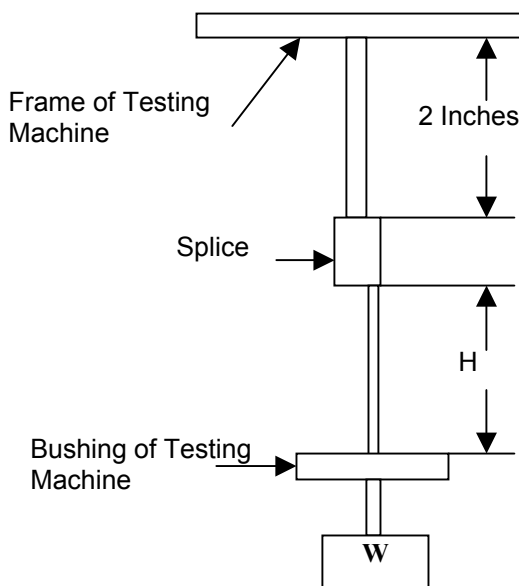 Frame of Testing
Machine
2 Inches
Splice
H
Bushing of Testing
Machine
W